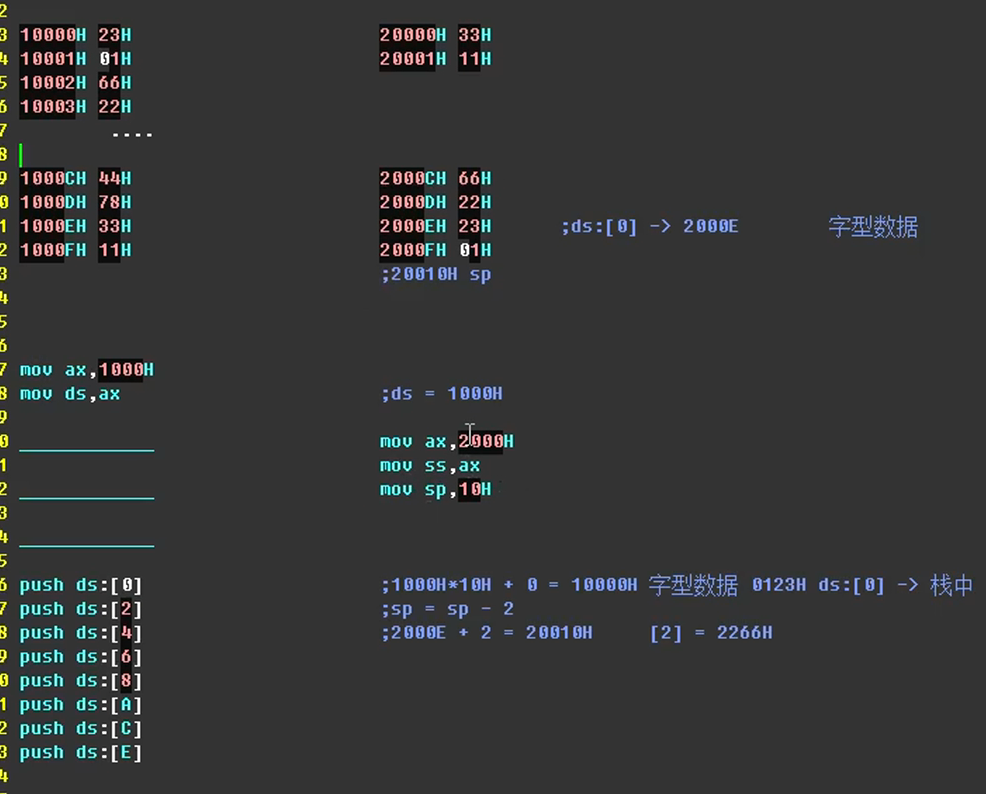 2
3 10000H 23H 20000H 33H
4 10001H 01H 20001H 11H
5 10002H 66H
6 10003H 22H
7 ....
8
9 1000CH 44H 2000CH 66H
0 1000DH 78H 2000DH 22H
1 1000EH 33H 2000EH 23H ;ds:[0] -> 2000E 字型数据
2 1000FH 11H 2000FH 01H
3 ;20010H sp
4
5
6
7 mov ax,1000H
8 mov ds,ax ;ds = 1000H
9
0 ____________ mov ax,2000H
1 mov ss,ax
2 ____________ mov sp,10H
3
4 ____________
5
6 push ds:[0] ;1000H*10H + 0 = 10000H 字型数据 0123H ds:[0] -> 栈中
7 push ds:[2] ;sp = sp - 2
8 push ds:[4] ;2000E + 2 = 20010H [2] = 2266H
9 push ds:[6]
0 push ds:[8]
1 push ds:[A]
2 push ds:[C]
3 push ds:[E]
4